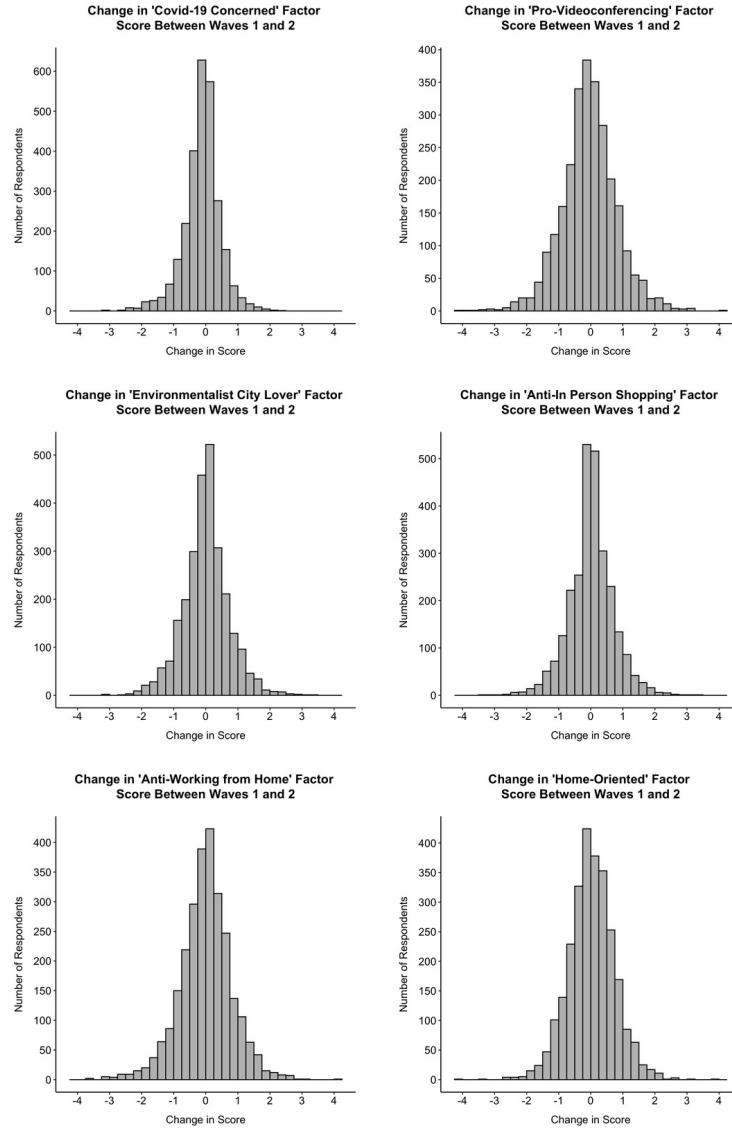 Change in 'Covid-19 Concerned' Factor
Score Between Waves 1 and 2
Number of Respondents
600
500
400
300
200
100
0
-4 -3 -2 -1 0 1 2 3 4
Change in Score
Change in 'Pro-Videoconferencing' Factor
Score Between Waves 1 and 2
Number of Respondents
400
350
300
250
200
150
100
50
0
-4 -3 -2 -1 0 1 2 3 4
Change in Score
Change in 'Environmentalist City Lover' Factor
Score Between Waves 1 and 2
Number of Respondents
500
400
300
200
100
0
-4 -3 -2 -1 0 1 2 3 4
Change in Score
Change in 'Anti-In Person Shopping' Factor
Score Between Waves 1 and 2
Number of Respondents
500
400
300
200
100
0
-4 -3 -2 -1 0 1 2 3 4
Change in Score
Change in 'Anti-Working from Home' Factor
Score Between Waves 1 and 2
Number of Respondents
400
350
300
250
200
150
100
50
0
-4 -3 -2 -1 0 1 2 3 4
Change in Score
Change in 'Home-Oriented' Factor
Score Between Waves 1 and 2
Number of Respondents
400
350
300
250
200
150
100
50
0
-4 -3 -2 -1 0 1 2 3 4
Change in Score